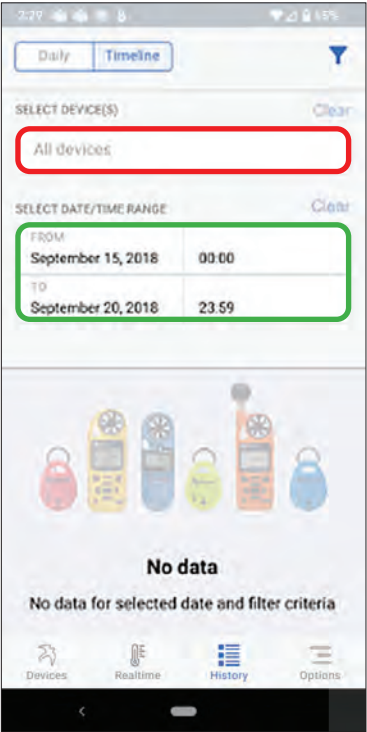 2:29 65%
Daily Timeline
SELECT DEVICE(S) Clear
All devices
SELECT DATE/TIME RANGE Clear
FROM
September 15, 2018 00:00
TO
September 20, 2018 23:59
No data
No data for selected date and filter criteria
Devices Realtime History Options